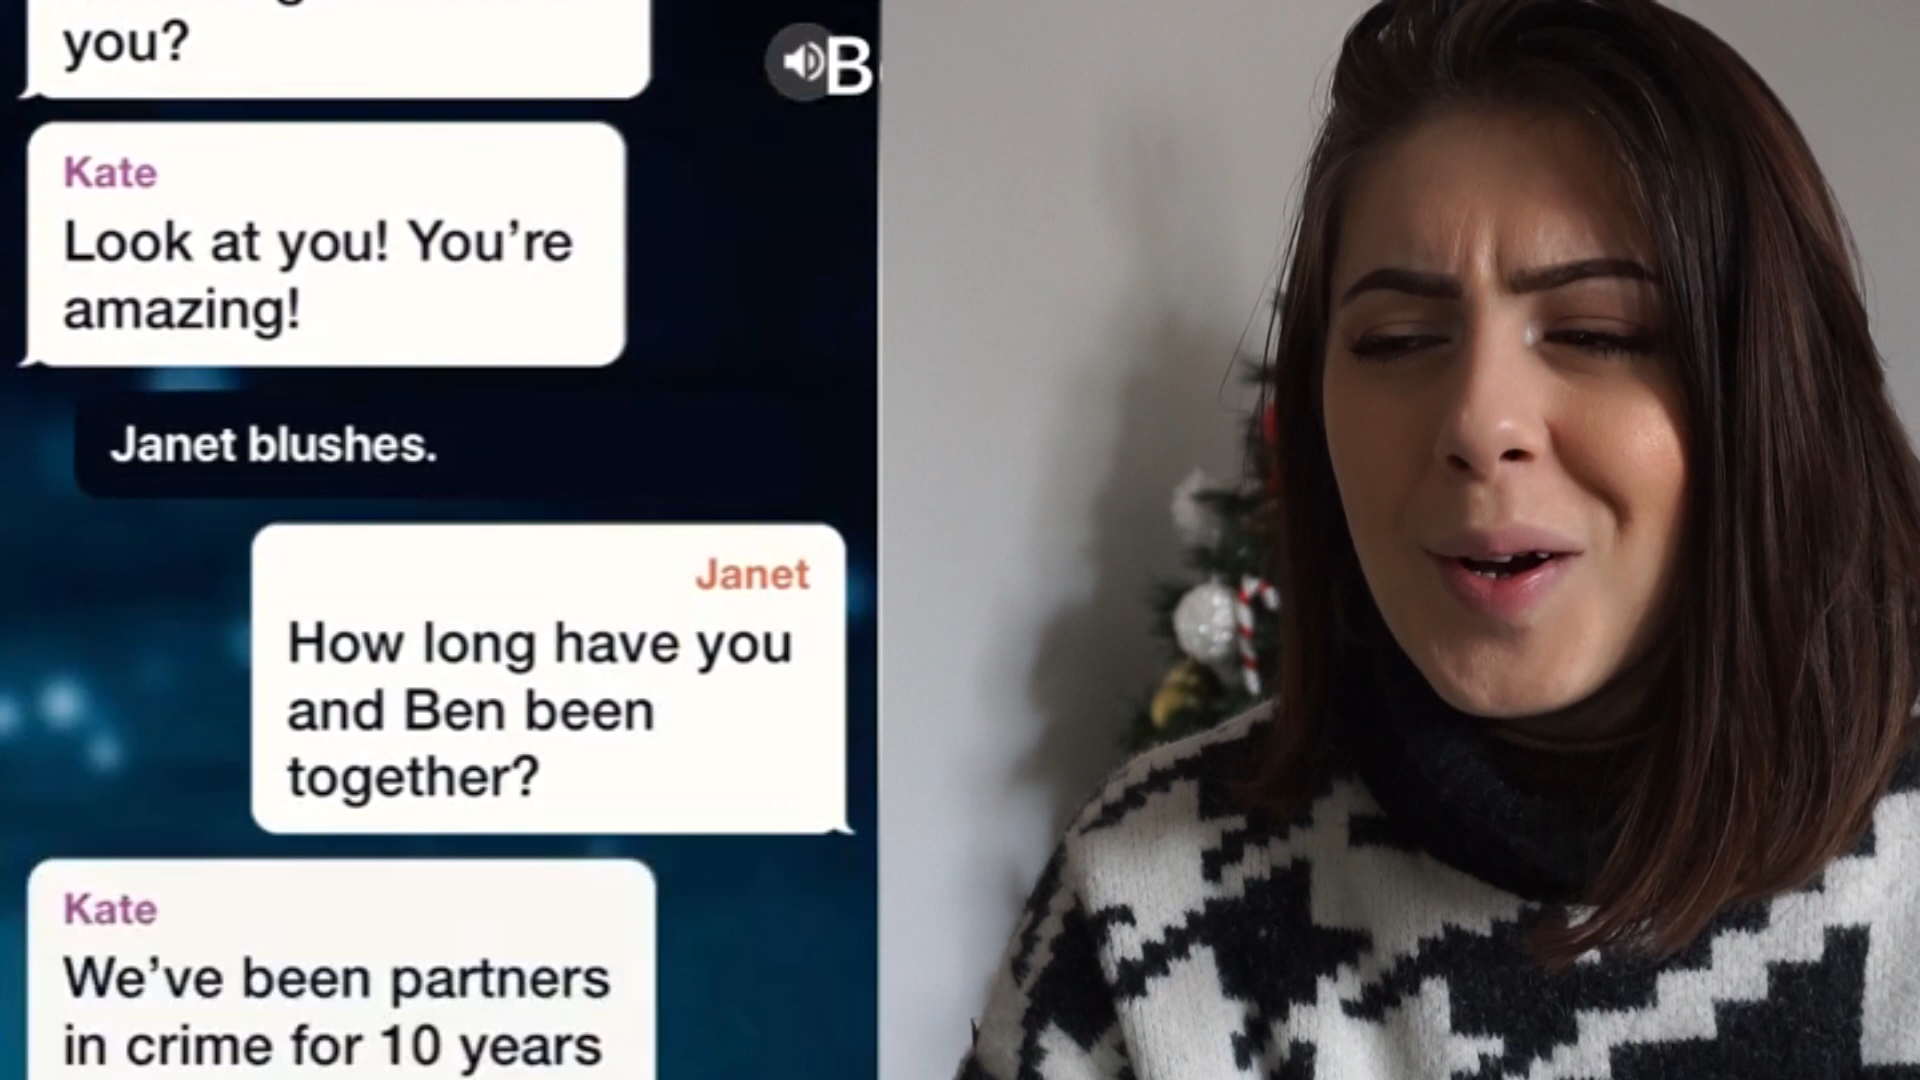 you?
Kate
Look at you! You’re
amazing!
Janet blushes.
Janet
How long have you
and Ben been
together?
Kate
We’ve been partners
in crime for 10 years